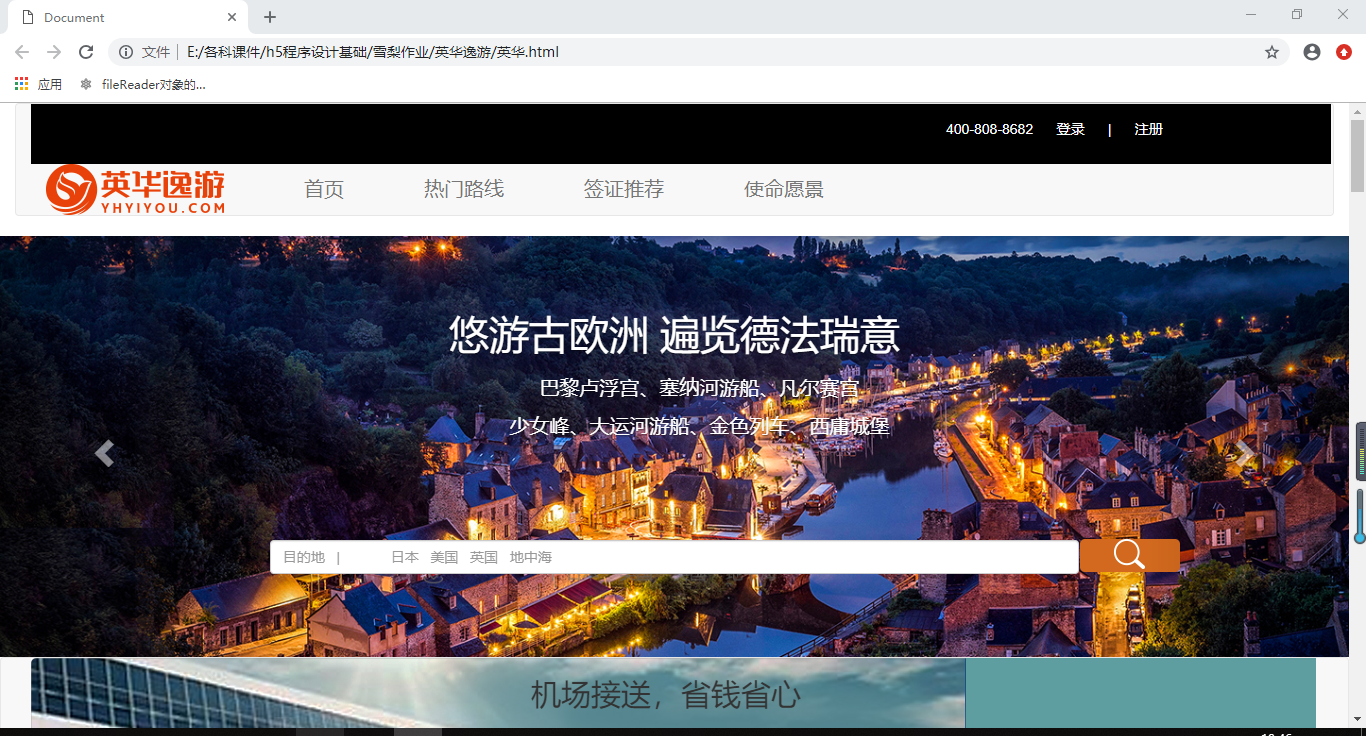 Document
文件 | E:/各科课件/h5程序设计基础/雪梨作业/英华逸游/英华.html
应用 fileReader对象的...
400-808-8682 登录 | 注册
英华逸游
YHYIYOU.COM
首页 热门路线 签证推荐 使命愿景
悠游古欧洲 遍览德法瑞意
巴黎卢浮宫、塞纳河游船、凡尔赛宫
少女峰、大运河游船、金色列车、西庸城堡
目的地 | 日本 美国 英国 地中海
机场接送，省钱省心